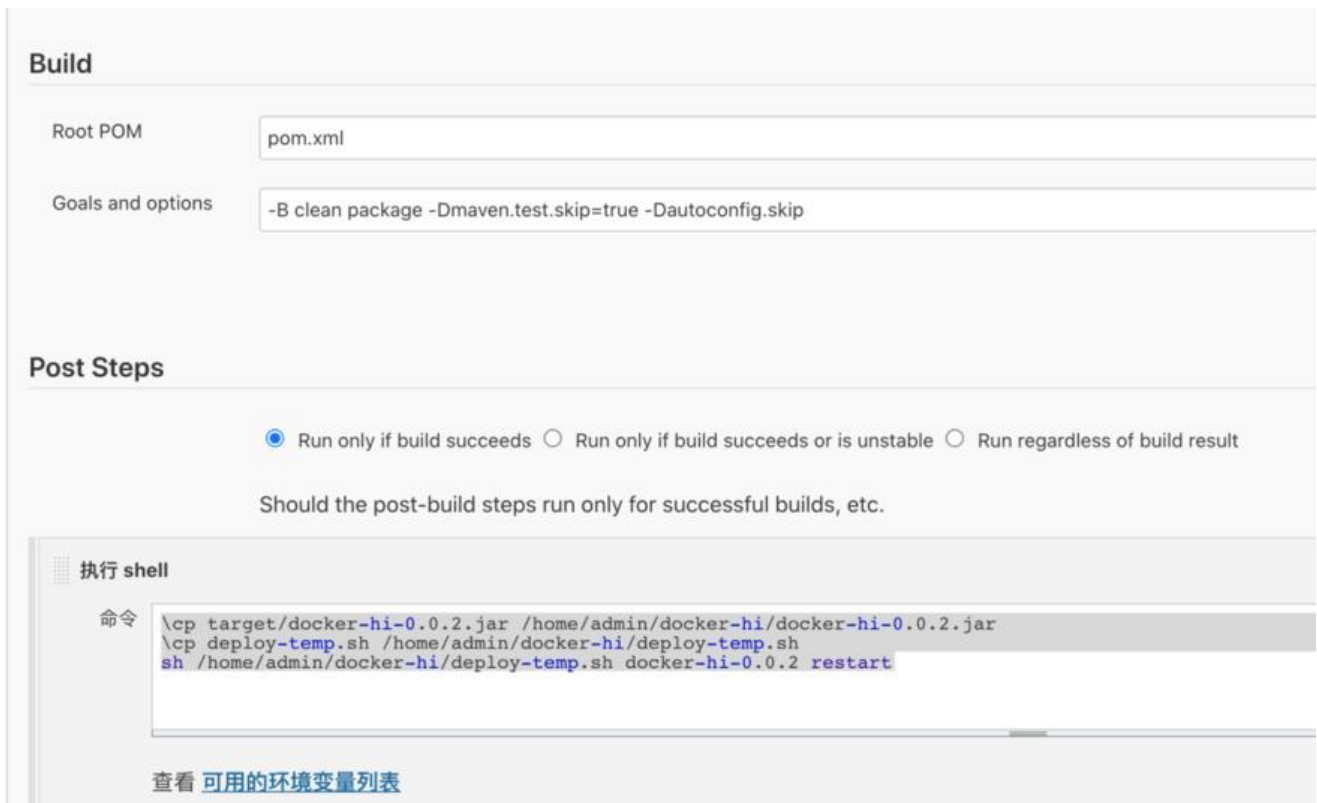 Build
Root POM
pom.xml
Goals and options
-B clean package -Dmaven.test.skip=true -Dautoconfig.skip
Post Steps
Run only if build succeeds Run only if build succeeds or is unstable Run regardless of build result
Should the post-build steps run only for successful builds, etc.
执行 shell
命令
\cp target/docker-hi-0.0.2.jar /home/admin/docker-hi/docker-hi-0.0.2.jar
\cp deploy-temp.sh /home/admin/docker-hi/deploy-temp.sh
sh /home/admin/docker-hi/deploy-temp.sh docker-hi-0.0.2 restart
查看 可用的环境变量列表